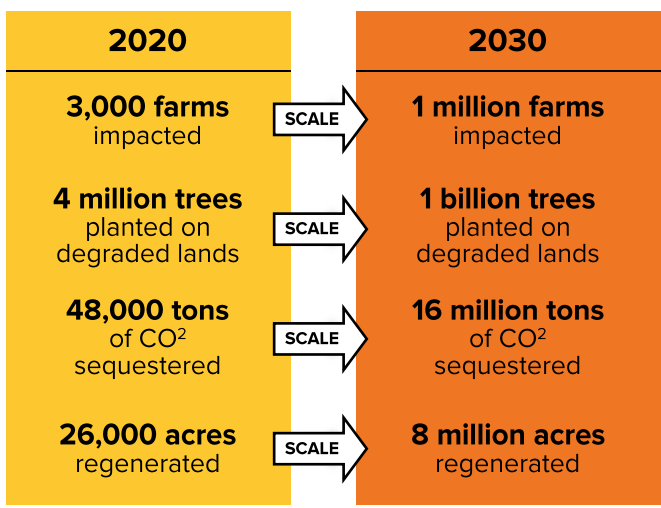 2020
2030
3,000 farms
impacted
SCALE
1 million farms
impacted
4 million trees
planted on
degraded lands
SCALE
1 billion trees
planted on
degraded lands
48,000 tons
of CO²
sequestered
SCALE
16 million tons
of CO²
sequestered
26,000 acres
regenerated
SCALE
8 million acres
regenerated